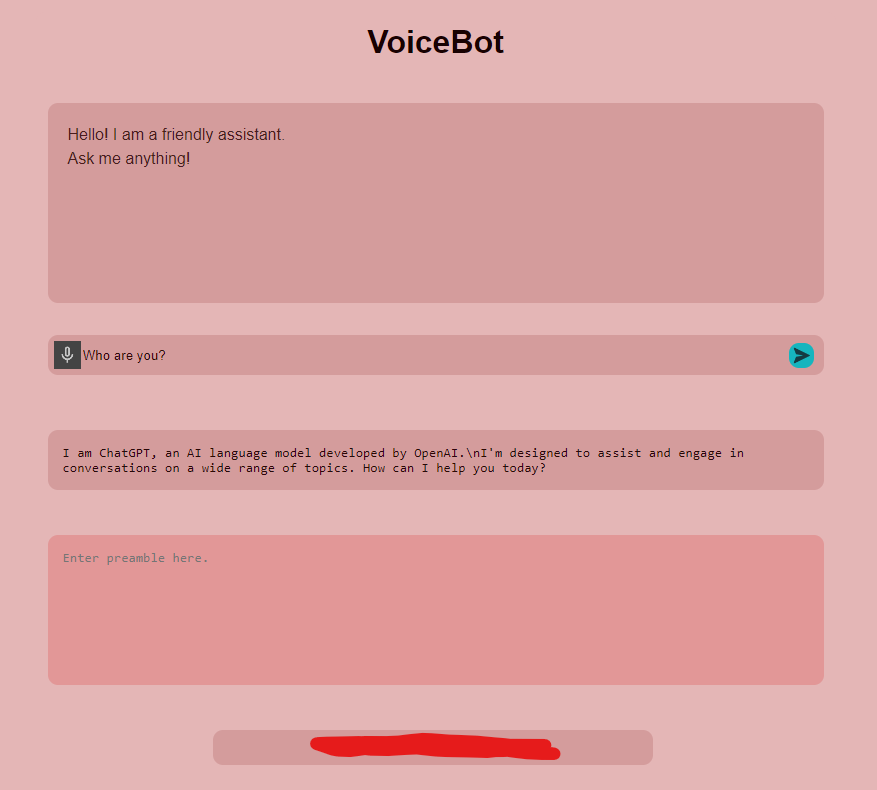 VoiceBot
Hello! I am a friendly assistant.
Ask me anything!
Who are you?
I am ChatGPT, an AI language model developed by OpenAI.\nI'm designed to assist and engage in
conversations on a wide range of topics. How can I help you today?
Enter preamble here.